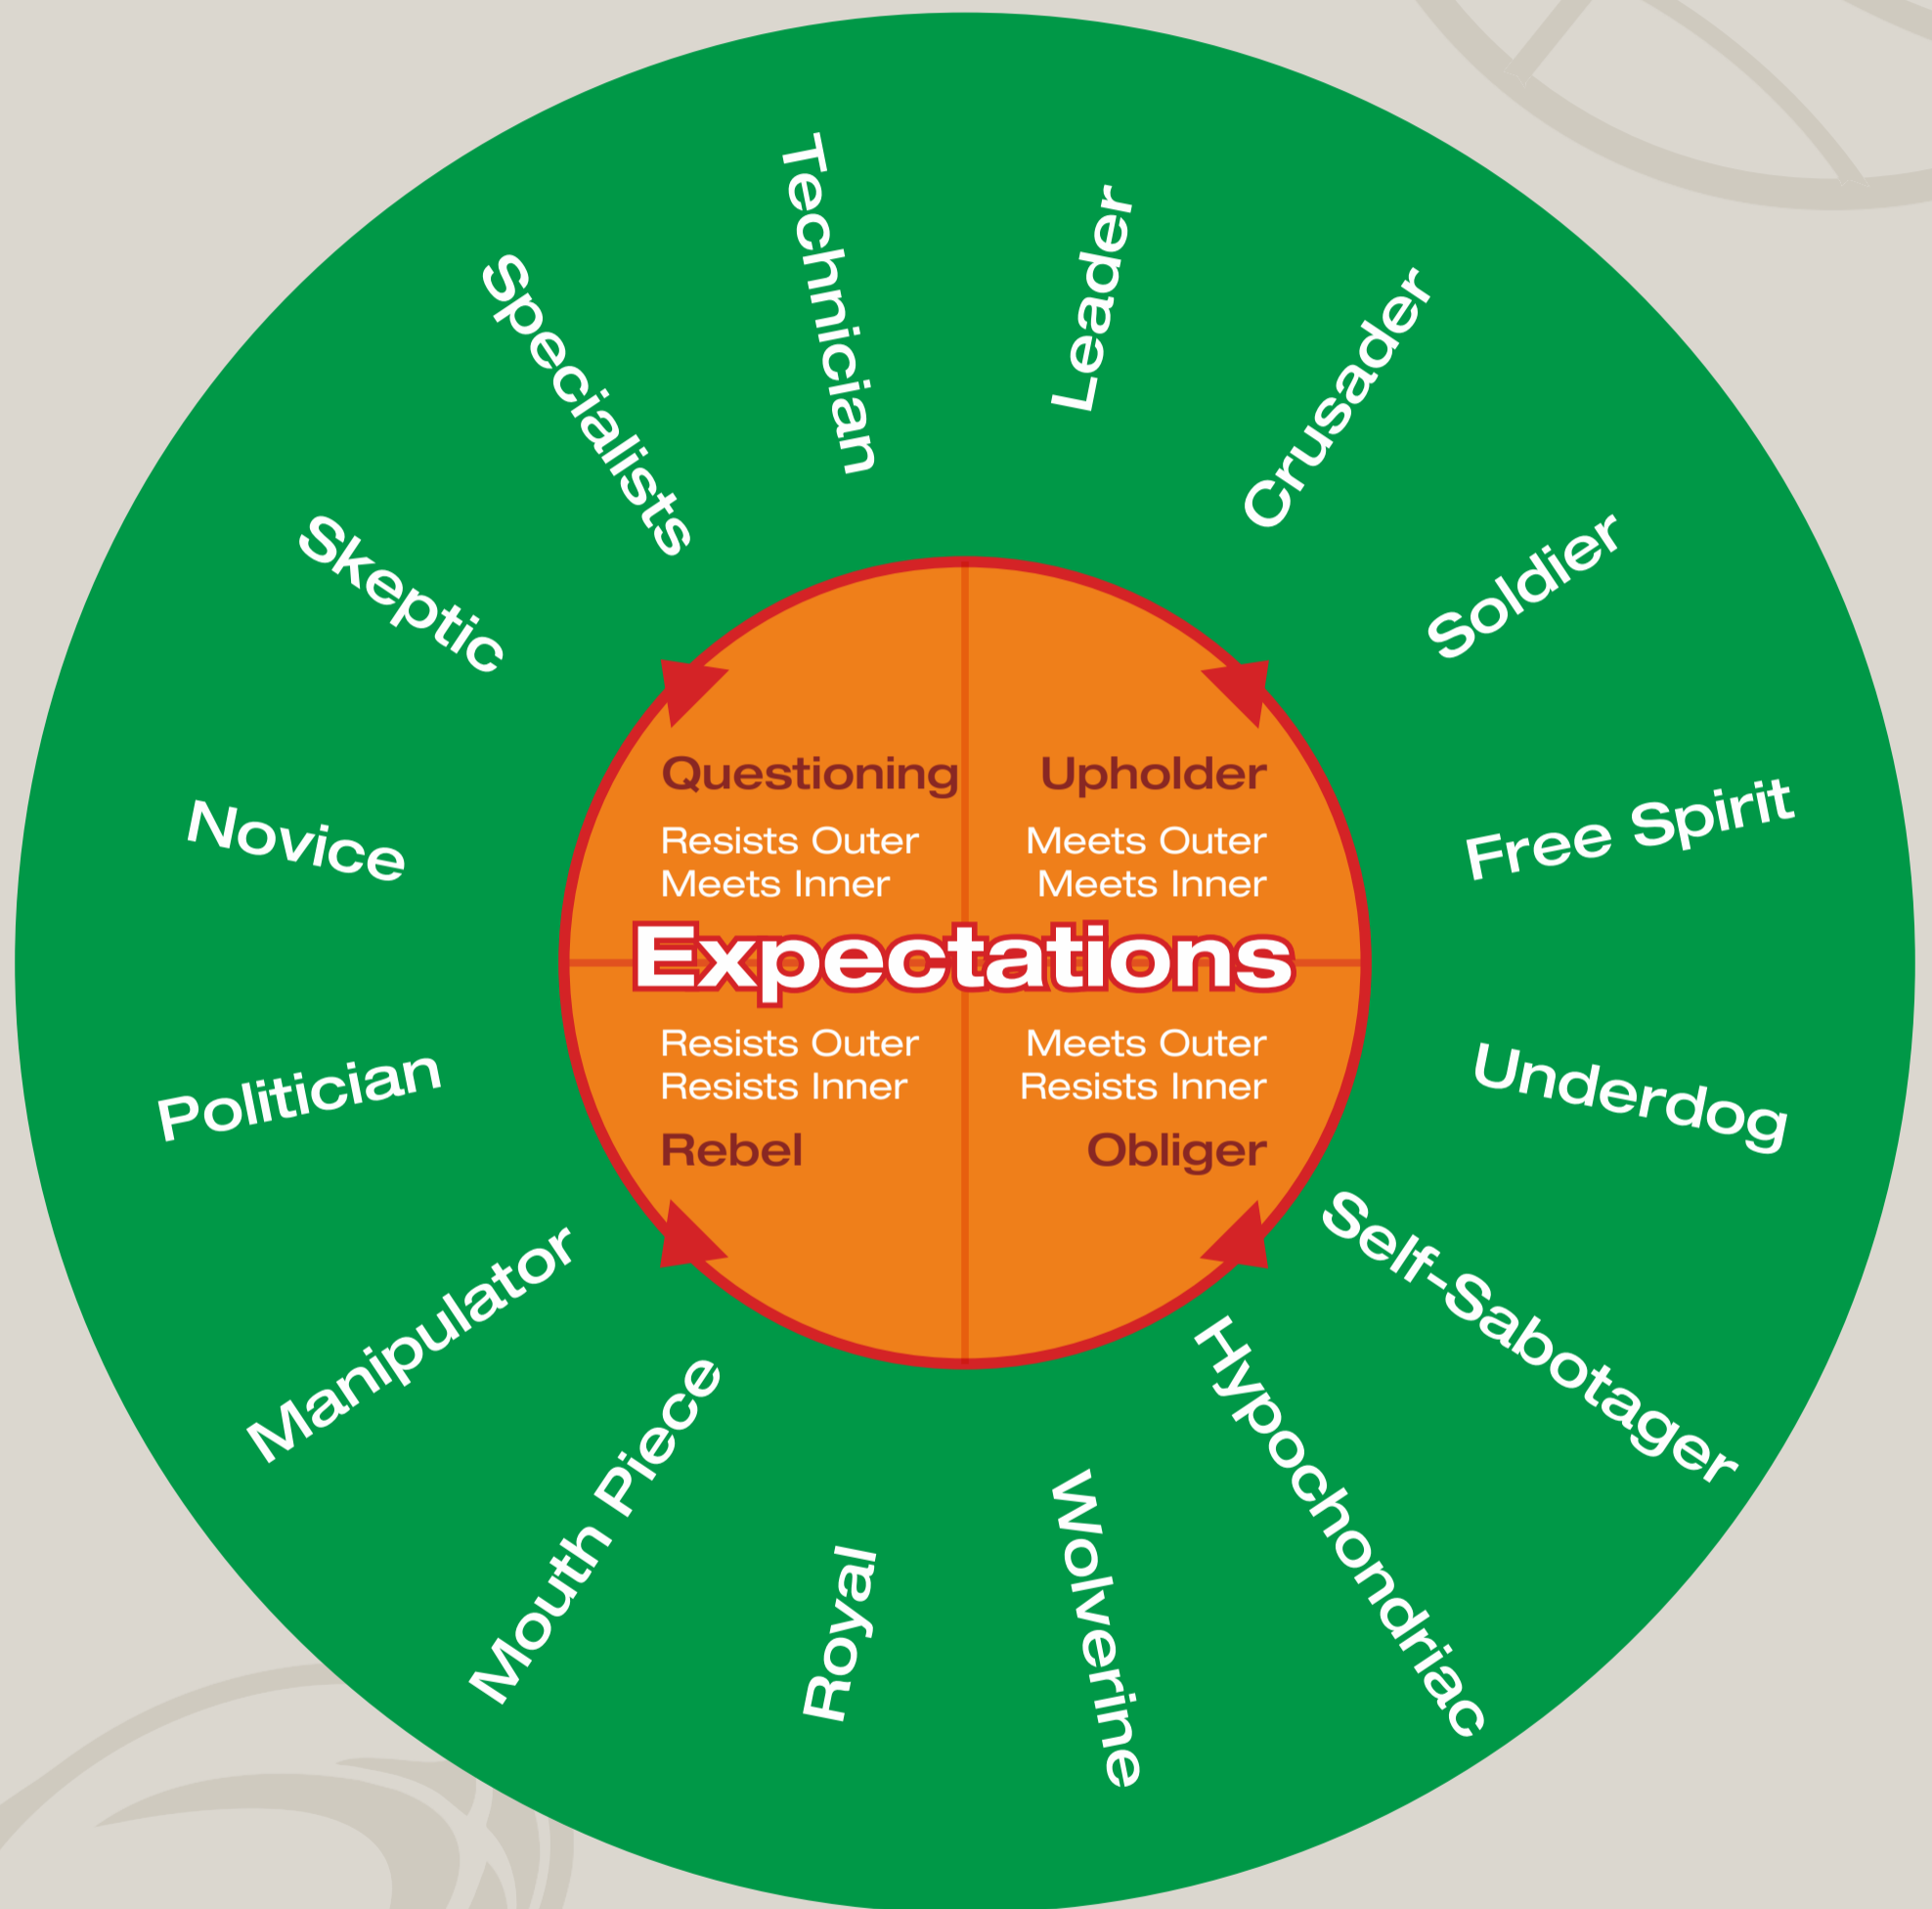 Technician
Leader
Specialists
Crusader
Skeptic
Soldier
Novice
Free Spirit
Questioning
Resists Outer
Meets Inner
Upholder
Meets Outer
Meets Inner
Expectations
Resists Outer
Resists Inner
Rebel
Meets Outer
Resists Inner
Obliger
Politician
Underdog
Manipulator
Self-Sabotager
Mouth Piece
Hypochondriac
Royal
Wolverine